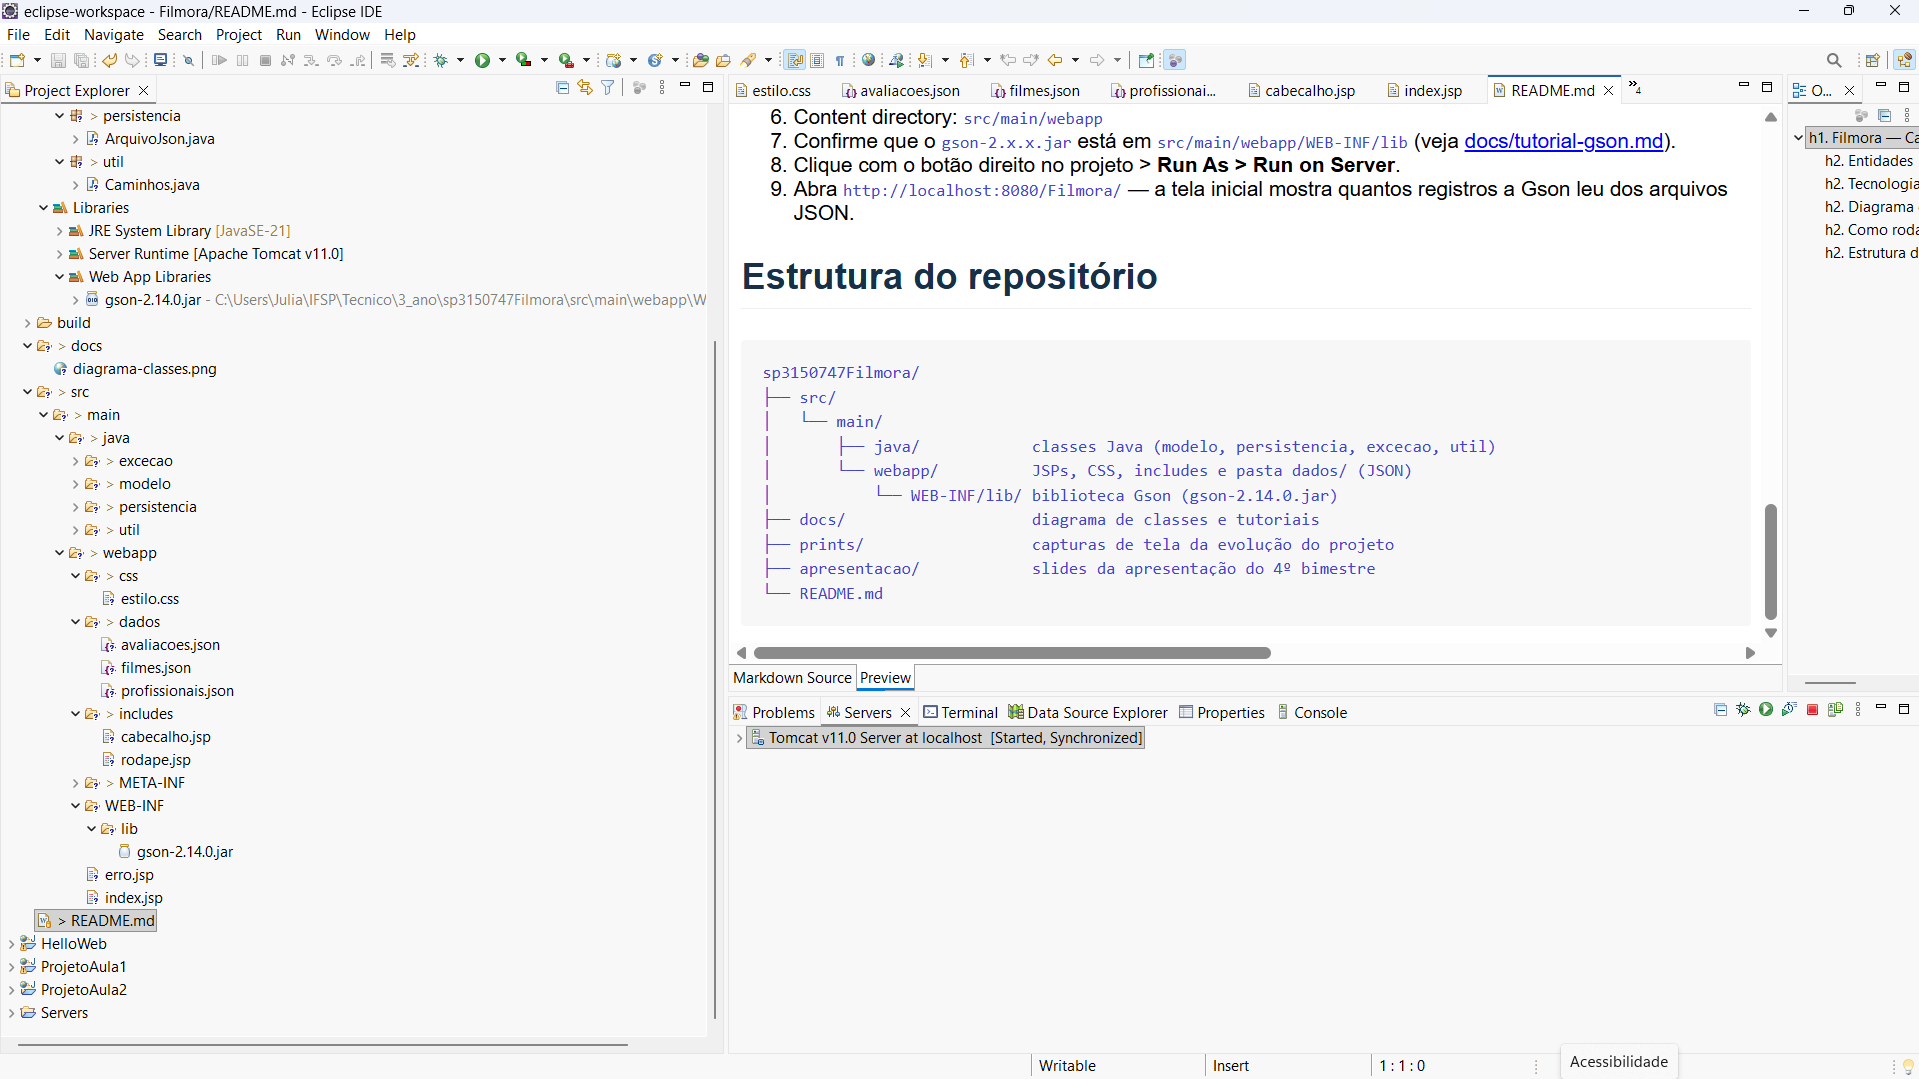 eclipse-workspace - Filmora/README.md - Eclipse IDE
File Edit Navigate Search Project Run Window Help
Project Explorer
> persistencia
ArquivoJson.java
> util
Caminhos.java
Libraries
JRE System Library [JavaSE-21]
Server Runtime [Apache Tomcat v11.0]
Web App Libraries
gson-2.14.0.jar - C:\Users\Julia\IFSP\Tecnico\3_ano\sp3150747Filmora\src\main\webapp\W
build
> docs
diagrama-classes.png
> src
> main
> java
> excecao
> modelo
> persistencia
> util
> webapp
> css
estilo.css
> dados
avaliacoes.json
filmes.json
profissionais.json
> includes
cabecalho.jsp
rodape.jsp
> META-INF
WEB-INF
lib
gson-2.14.0.jar
erro.jsp
index.jsp
> README.md
HelloWeb
ProjetoAula1
ProjetoAula2
Servers
estilo.css avaliacoes.json filmes.json profissionai... cabecalho.jsp index.jsp README.md »4
6. Content directory: src/main/webapp
7. Confirme que o gson-2.x.x.jar está em src/main/webapp/WEB-INF/lib (veja docs/tutorial-gson.md).
8. Clique com o botão direito no projeto > Run As > Run on Server.
9. Abra http://localhost:8080/Filmora/ — a tela inicial mostra quantos registros a Gson leu dos arquivos
JSON.
Estrutura do repositório
sp3150747Filmora/
├── src/
│   └── main/
│       ├── java/ classes Java (modelo, persistencia, excecao, util)
│       └── webapp/ JSPs, CSS, includes e pasta dados/ (JSON)
│           └── WEB-INF/lib/ biblioteca Gson (gson-2.14.0.jar)
├── docs/ diagrama de classes e tutoriais
├── prints/ capturas de tela da evolução do projeto
├── apresentacao/ slides da apresentação do 4º bimestre
└── README.md
Markdown Source Preview
O...
h1. Filmora — Ca
h2. Entidades
h2. Tecnologia
h2. Diagrama
h2. Como roda
h2. Estrutura d
Problems Servers Terminal Data Source Explorer Properties Console
Tomcat v11.0 Server at localhost [Started, Synchronized]
Writable Insert 1 : 1 : 0
Acessibilidade